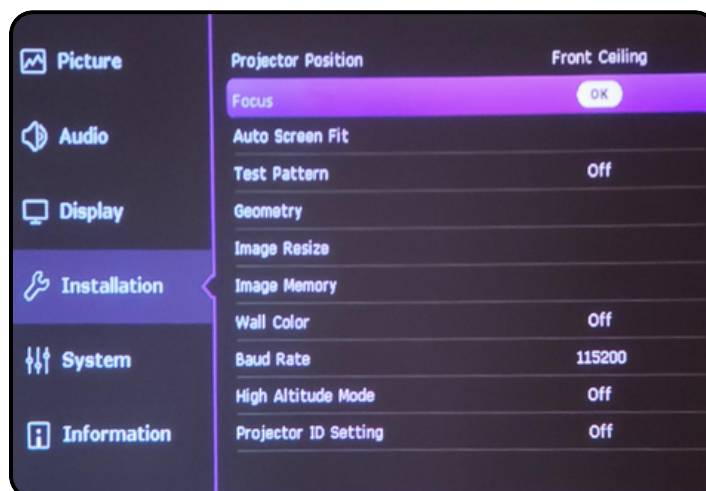 Picture
Audio
Display
Installation
System
Information
Projector Position Front Ceiling
Focus OK
Auto Screen Fit
Test Pattern Off
Geometry
Image Resize
Image Memory
Wall Color Off
Baud Rate 115200
High Altitude Mode Off
Projector ID Setting Off